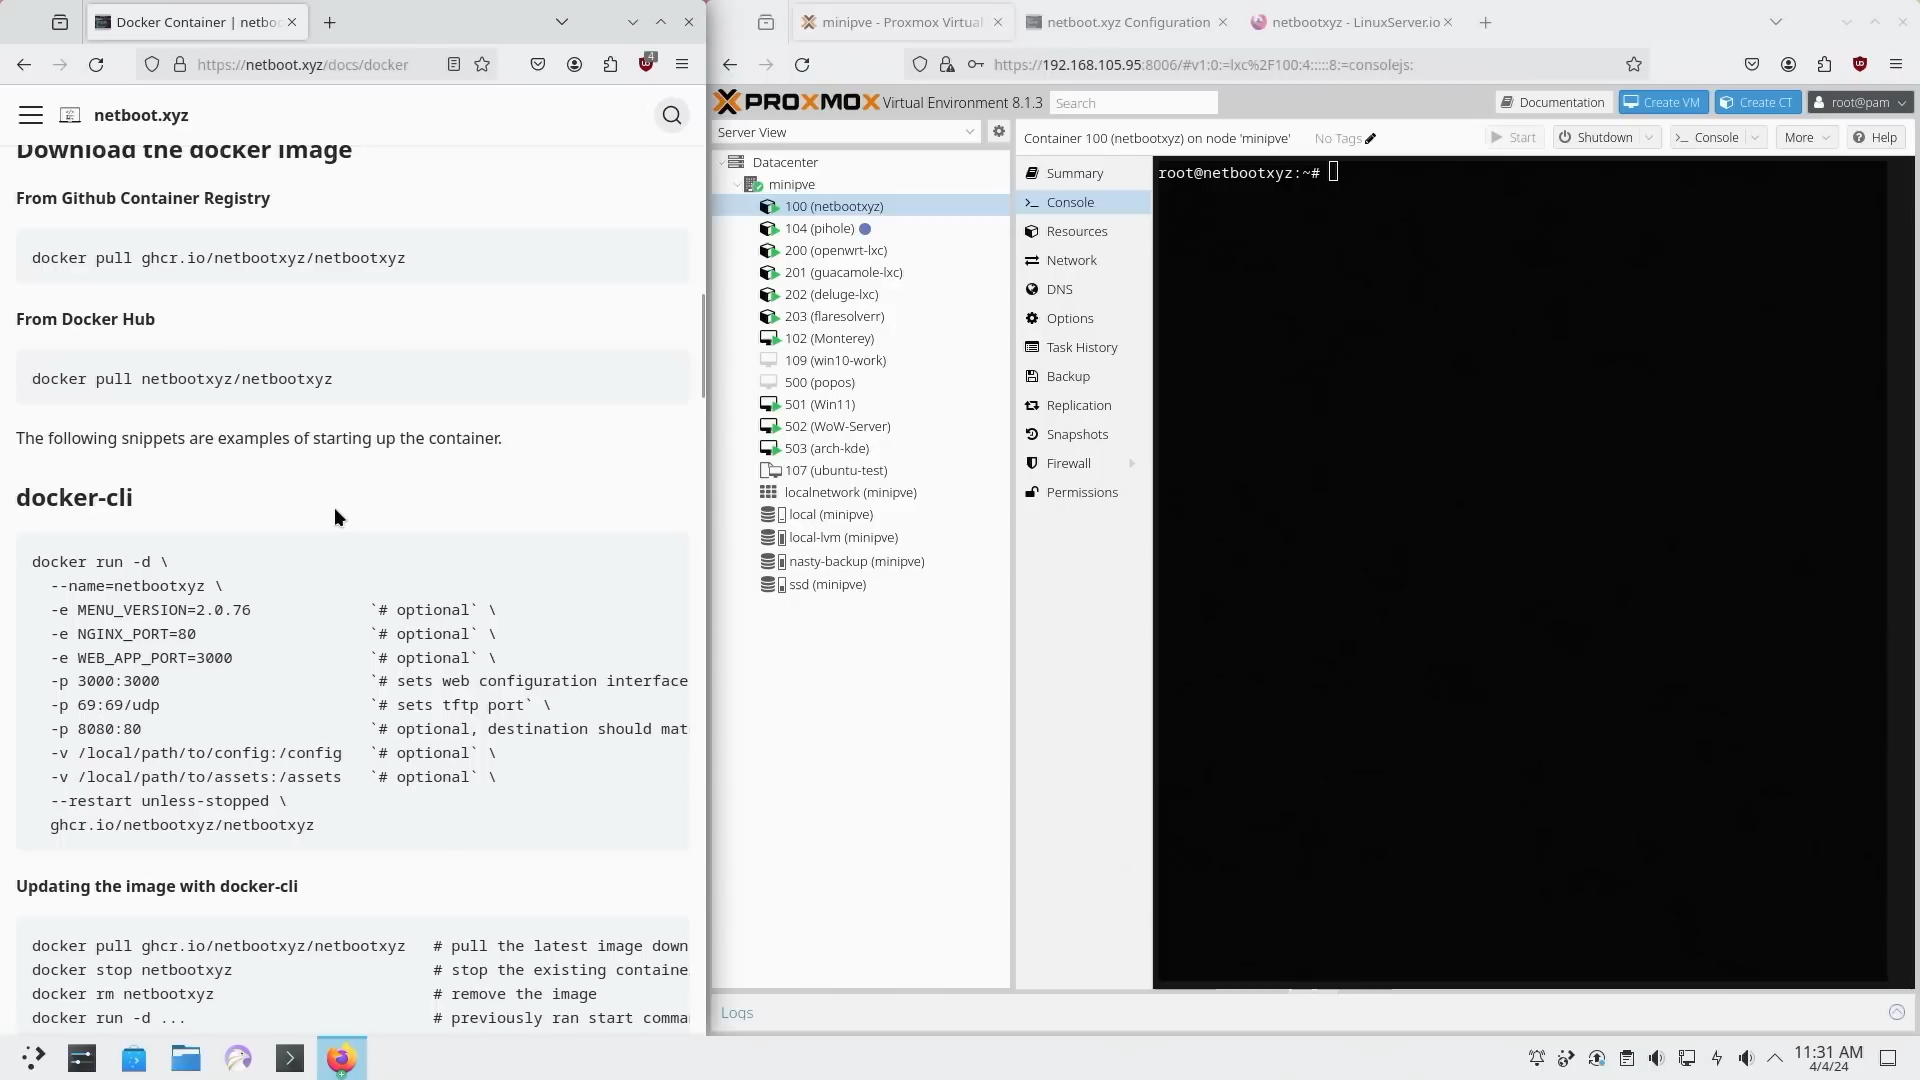 Docker Container | netboo
https://netboot.xyz/docs/docker
4
netboot.xyz
Download the docker image
From Github Container Registry
docker pull ghcr.io/netbootxyz/netbootxyz
From Docker Hub
docker pull netbootxyz/netbootxyz
The following snippets are examples of starting up the container.
docker-cli
docker run -d \
--name=netbootxyz \
-e MENU_VERSION=2.0.76 `# optional` \
-e NGINX_PORT=80 `# optional` \
-e WEB_APP_PORT=3000 `# optional` \
-p 3000:3000 `# sets web configuration interface
-p 69:69/udp `# sets tftp port` \
-p 8080:80 `# optional, destination should mat
-v /local/path/to/config:/config `# optional` \
-v /local/path/to/assets:/assets `# optional` \
--restart unless-stopped \
ghcr.io/netbootxyz/netbootxyz
Updating the image with docker-cli
docker pull ghcr.io/netbootxyz/netbootxyz # pull the latest image down
docker stop netbootxyz # stop the existing containe
docker rm netbootxyz # remove the image
docker run -d ... # previously ran start comma
minipve - Proxmox Virtual
netboot.xyz Configuration
netbootxyz - LinuxServer.io
https://192.168.105.95:8006/#v1:0:=lxc%2F100:4:::::8:=consolejs:
PROXMOX Virtual Environment 8.1.3
Search
Documentation
Create VM
Create CT
root@pam
Server View
Container 100 (netbootxyz) on node 'minipve'
No Tags
Start
Shutdown
Console
More
Help
Datacenter
minipve
100 (netbootxyz)
104 (pihole)
200 (openwrt-lxc)
201 (guacamole-lxc)
202 (deluge-lxc)
203 (flaresolverr)
102 (Monterey)
109 (win10-work)
500 (popos)
501 (Win11)
502 (WoW-Server)
503 (arch-kde)
107 (ubuntu-test)
localnetwork (minipve)
local (minipve)
local-lvm (minipve)
nasty-backup (minipve)
ssd (minipve)
Summary
Console
Resources
Network
DNS
Options
Task History
Backup
Replication
Snapshots
Firewall
Permissions
root@netbootxyz:~#
Logs
11:31 AM
4/4/24